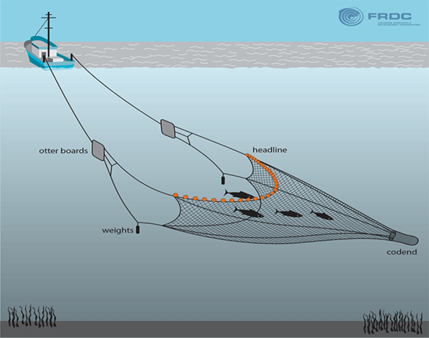 FRDC
otter boards
headline
weights
codend